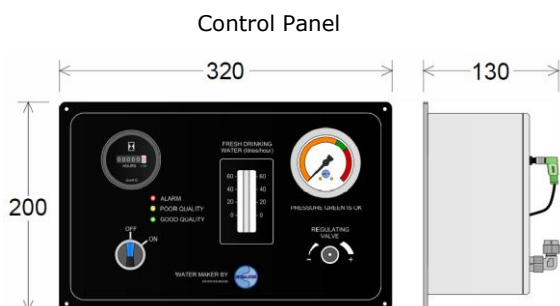 Control Panel
320
130
200
HOURS
QUARTZ
FRESH DRINKING
WATER (litres/hour)
60 60
40 40
20 20
0 0
ALARM
POOR QUALITY
GOOD QUALITY
PRESSURE GREEN IS OK
REGULATING
VALVE
- +
OFF
ON
WATER MAKER BY